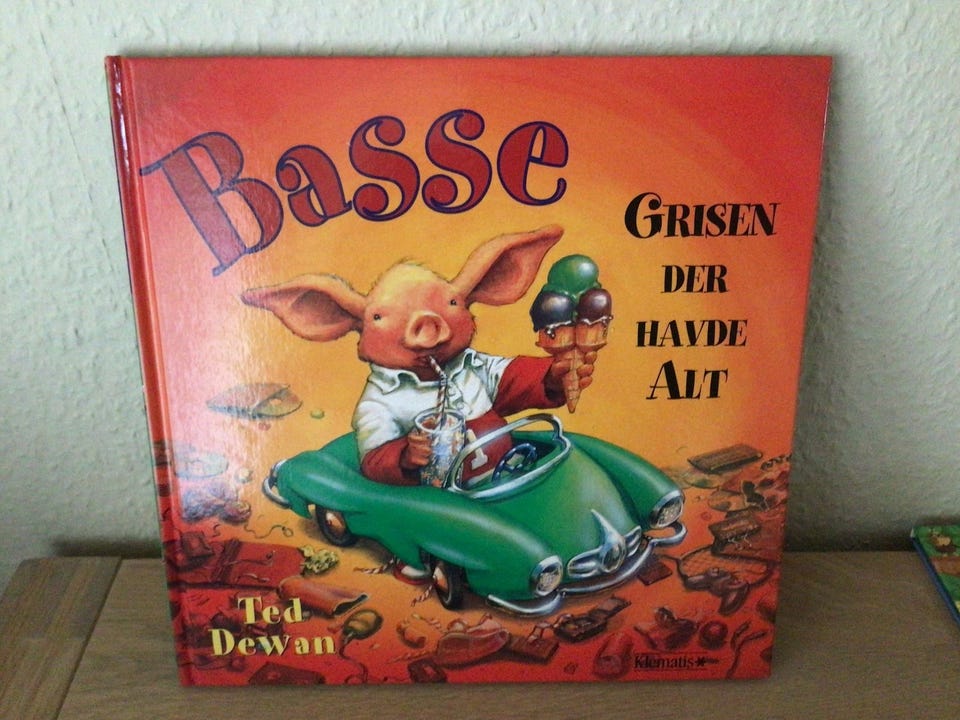 Basse
GRISEN
DER
HAVDE
ALT
Ted
Dewan
Klematis